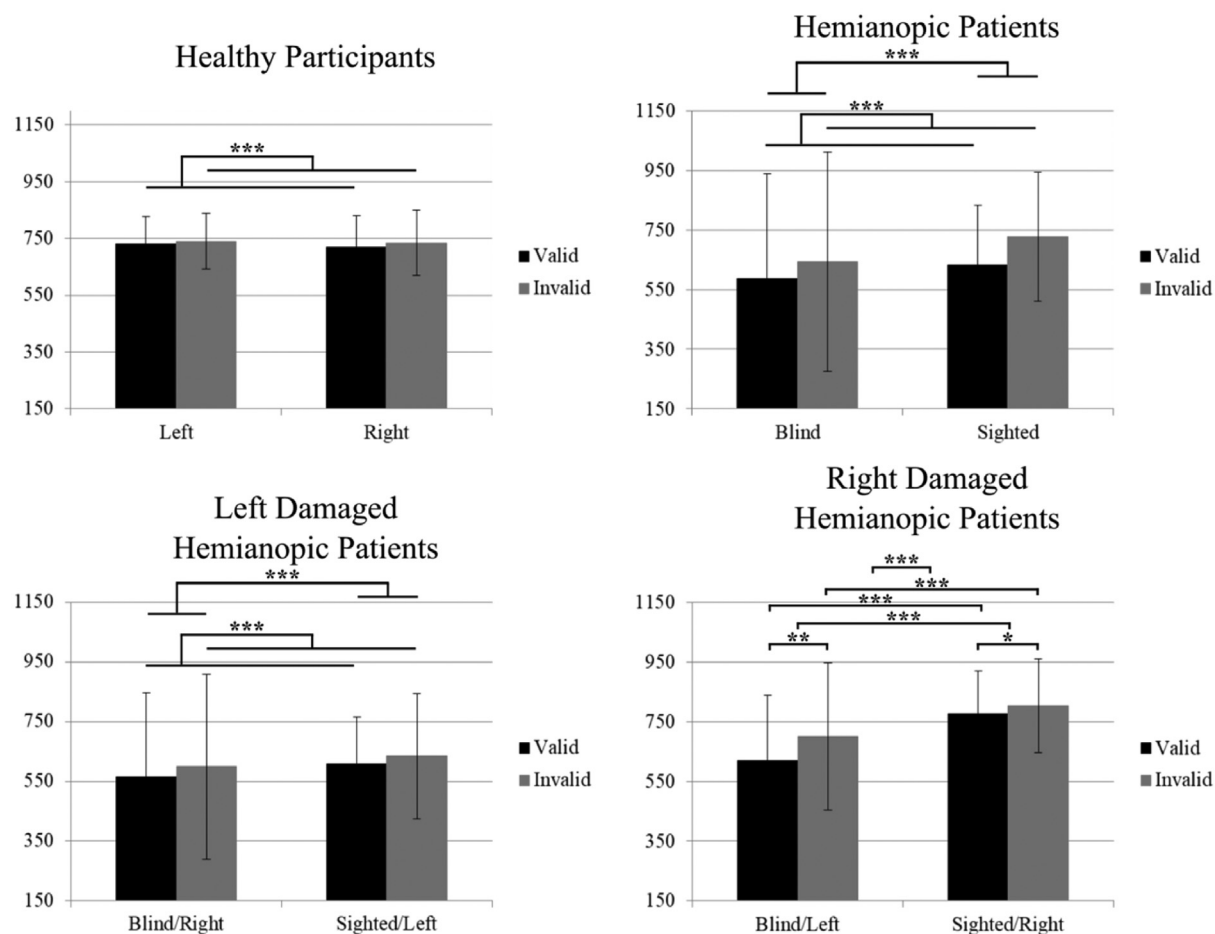 Healthy Participants
1150
950
750
550
350
150
***
Left
Right
Valid
Invalid
Hemianopic Patients
***
***
1150
950
750
550
350
150
Blind
Sighted
Valid
Invalid
Left Damaged
Hemianopic Patients
***
***
1150
950
750
550
350
150
Blind/Right
Sighted/Left
Valid
Invalid
Right Damaged
Hemianopic Patients
***
***
***
***
**
*
1150
950
750
550
350
150
Blind/Left
Sighted/Right
Valid
Invalid